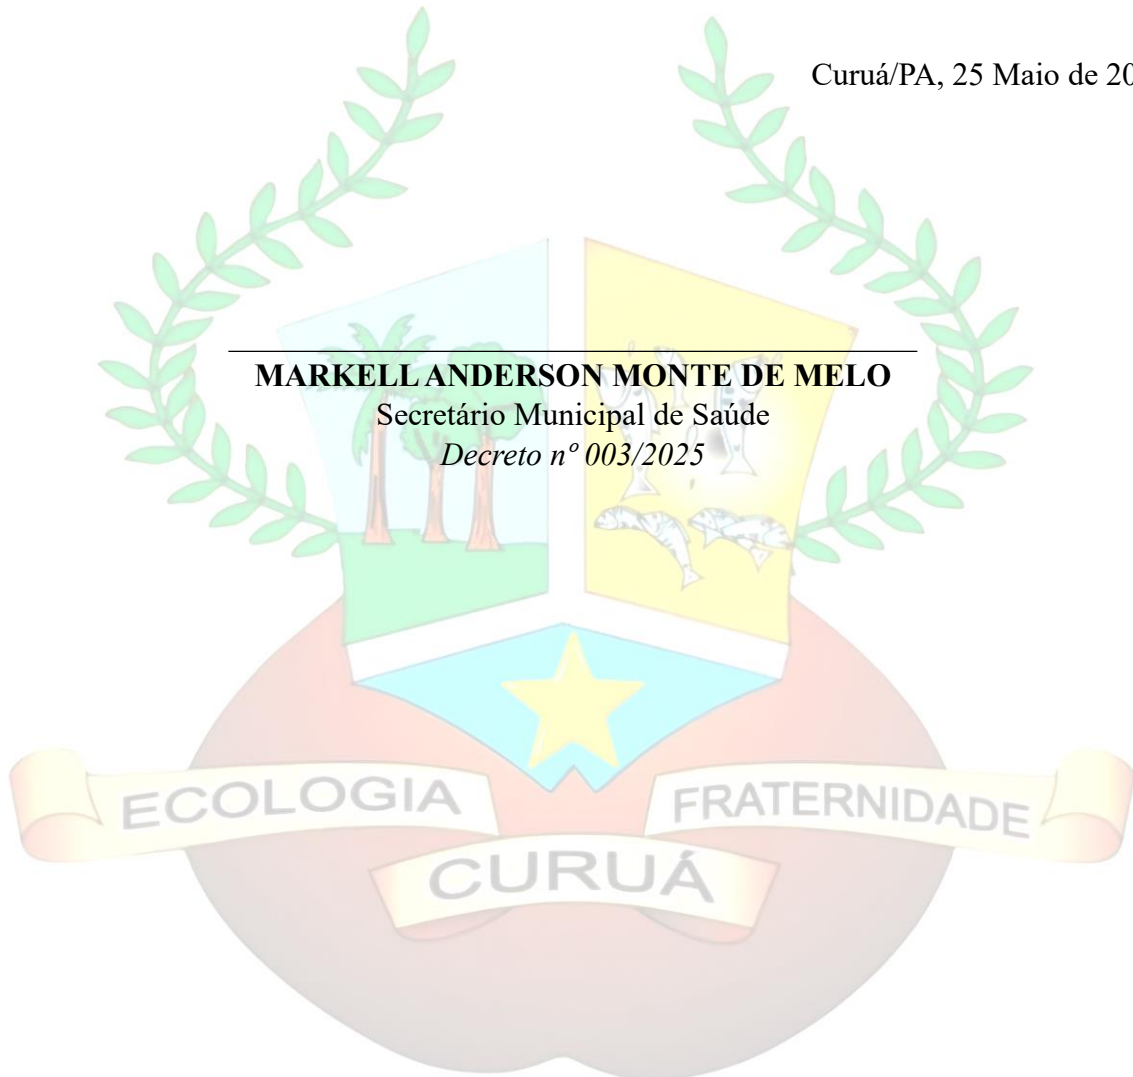 Curuá/PA, 25 Maio de 20
MARKELL ANDERSON MONTE DE MELO
Secretário Municipal de Saúde
Decreto nº 003/2025
ECOLOGIA
FRATERNIDADE
CURUÁ